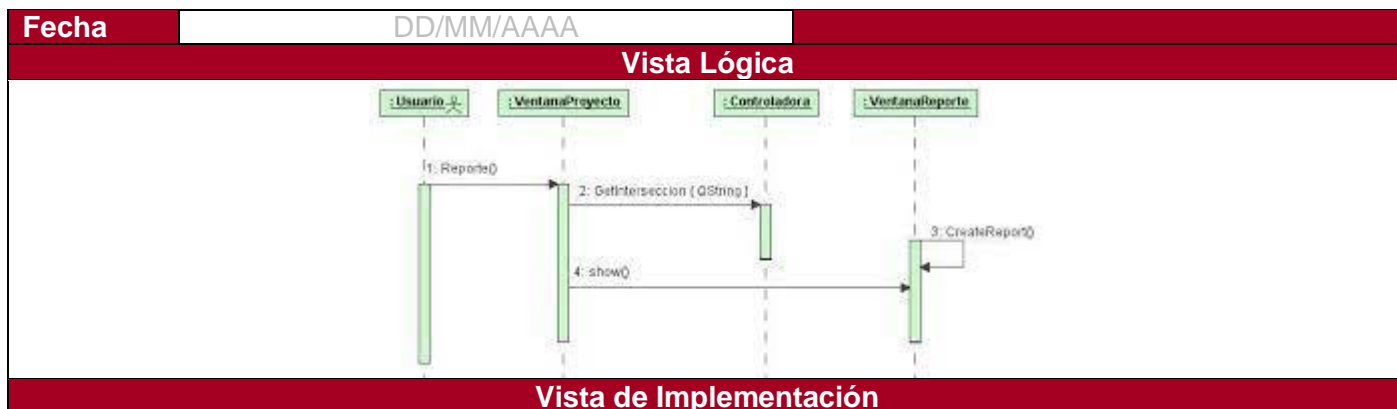 Fecha DD/MM/AAAA
Vista Lógica
: Usuario : VentanaProyecto : Controladora : VentanaReporte
1: Reporte()
2: GetInterseccion ( QString )
3: CreateReport()
4: show()
Vista de Implementación